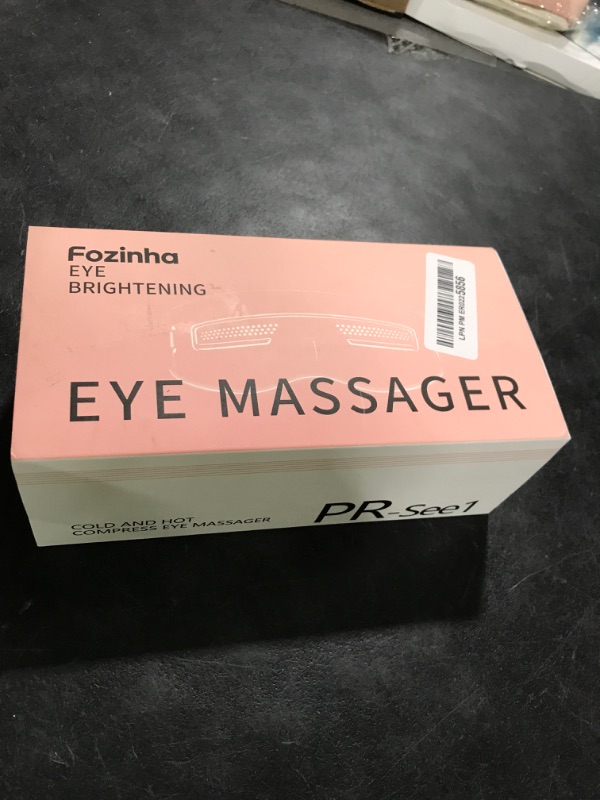 Fozinha
EYE
BRIGHTENING
EYE MASSAGER
COLD AND HOT
COMPRESS EYE MASSAGER
PR-See1